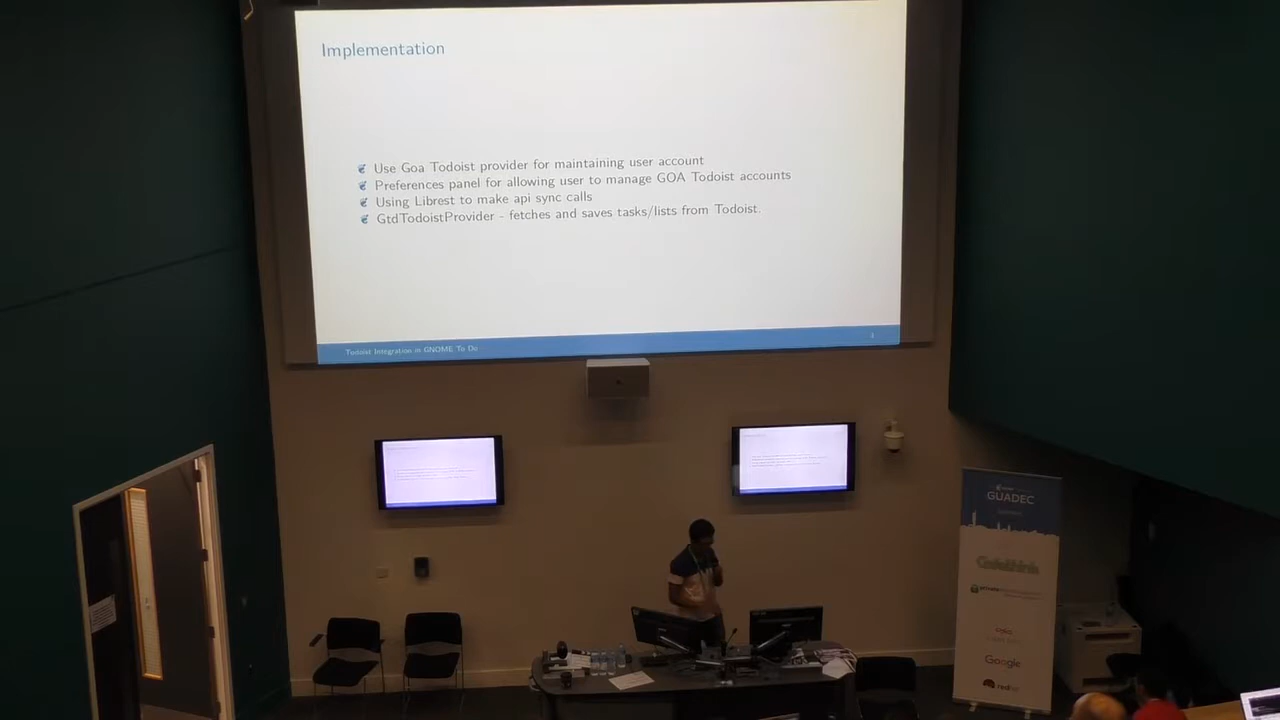 Implementation
Use Goa Todoist provider for maintaining user account
Preferences panel for allowing user to manage GOA Todoist accounts
Using Librest to make api sync calls
GtdTodoistProvider - fetches and saves tasks/lists from Todoist.
Todoist Integration in GNOME To Do
4
GUADEC
Codethink
Google